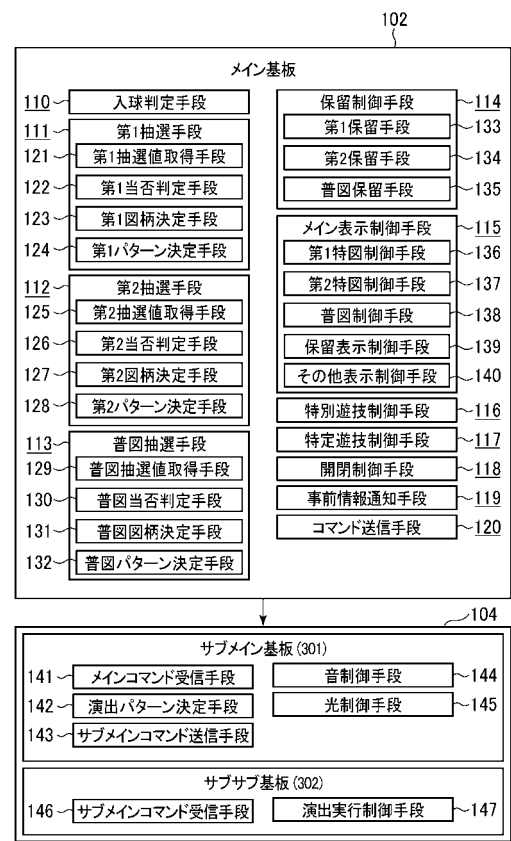 102
メイン基板
110 入球判定手段
111 第1抽選手段
121 第1抽選値取得手段
122 第1当否判定手段
123 第1図柄決定手段
124 第1パターン決定手段
112 第2抽選手段
125 第2抽選値取得手段
126 第2当否判定手段
127 第2図柄決定手段
128 第2パターン決定手段
113 普図抽選手段
129 普図抽選値取得手段
130 普図当否判定手段
131 普図図柄決定手段
132 普図パターン決定手段
保留制御手段 114
第1保留手段 133
第2保留手段 134
普図保留手段 135
メイン表示制御手段 115
第1特図制御手段 136
第2特図制御手段 137
普図制御手段 138
保留表示制御手段 139
その他表示制御手段 140
特別遊技制御手段 116
特定遊技制御手段 117
開閉制御手段 118
事前情報通知手段 119
コマンド送信手段 120
104
サブメイン基板(301)
141 メインコマンド受信手段
142 演出パターン決定手段
143 サブメインコマンド送信手段
音制御手段 144
光制御手段 145
サブサブ基板(302)
146 サブメインコマンド受信手段
演出実行制御手段 147